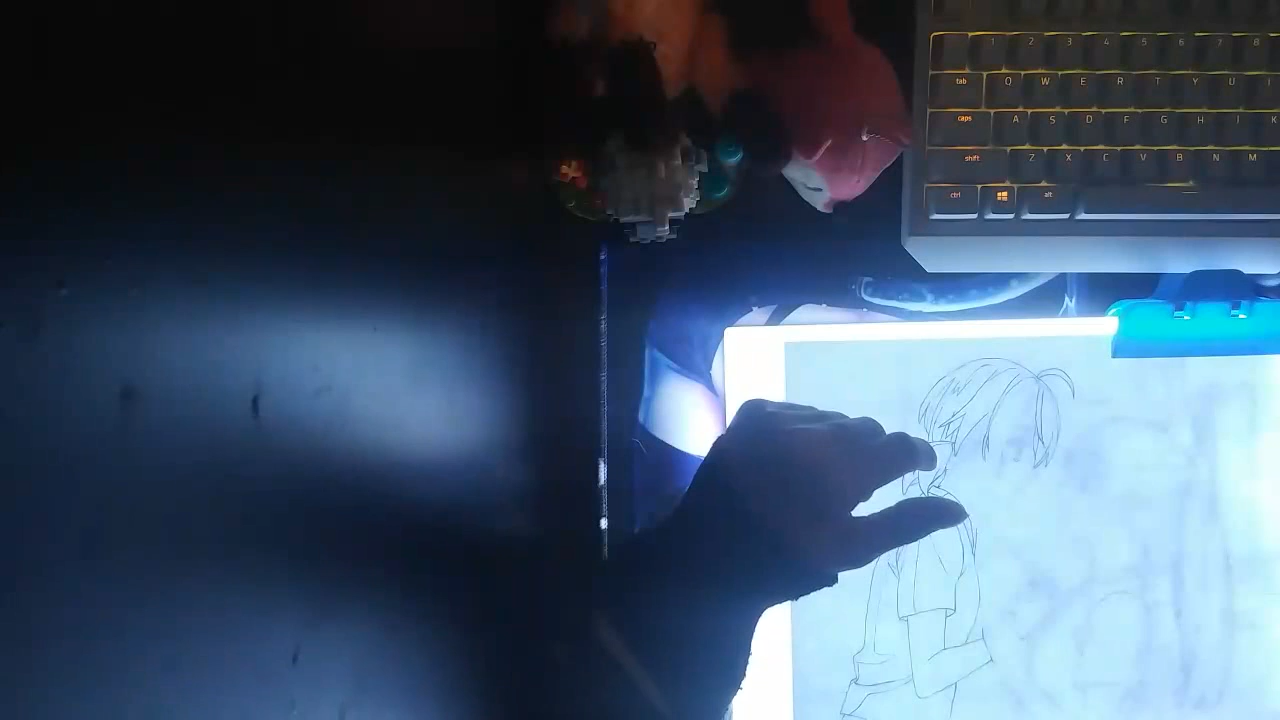 1 2 3 4 5 6 7 8
tab Q W E R T Y U I
caps A S D F G H J K
shift Z X C V B N M
ctrl alt